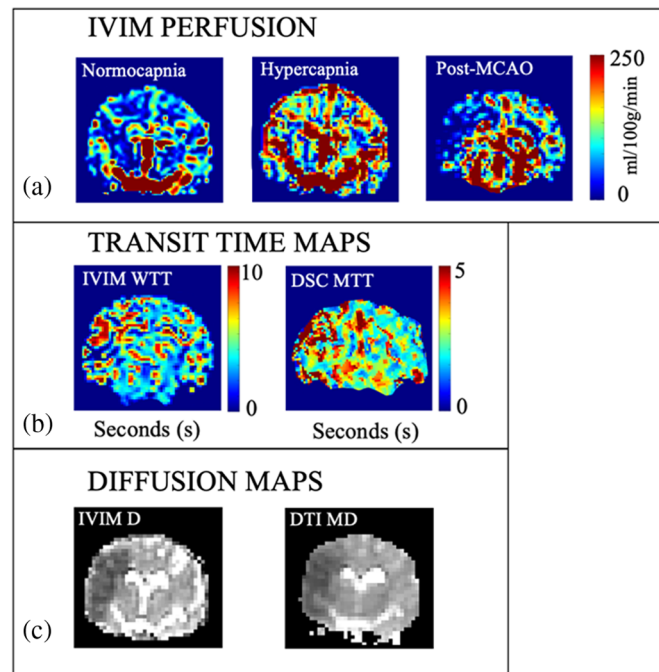 IVIM PERFUSION
Normocapnia
Hypercapnia
Post-MCAO
250
ml/100g/min
0
(a)
TRANSIT TIME MAPS
IVIM WTT
10
0
DSC MTT
5
0
Seconds (s)
Seconds (s)
(b)
DIFFUSION MAPS
IVIM D
DTI MD
(c)